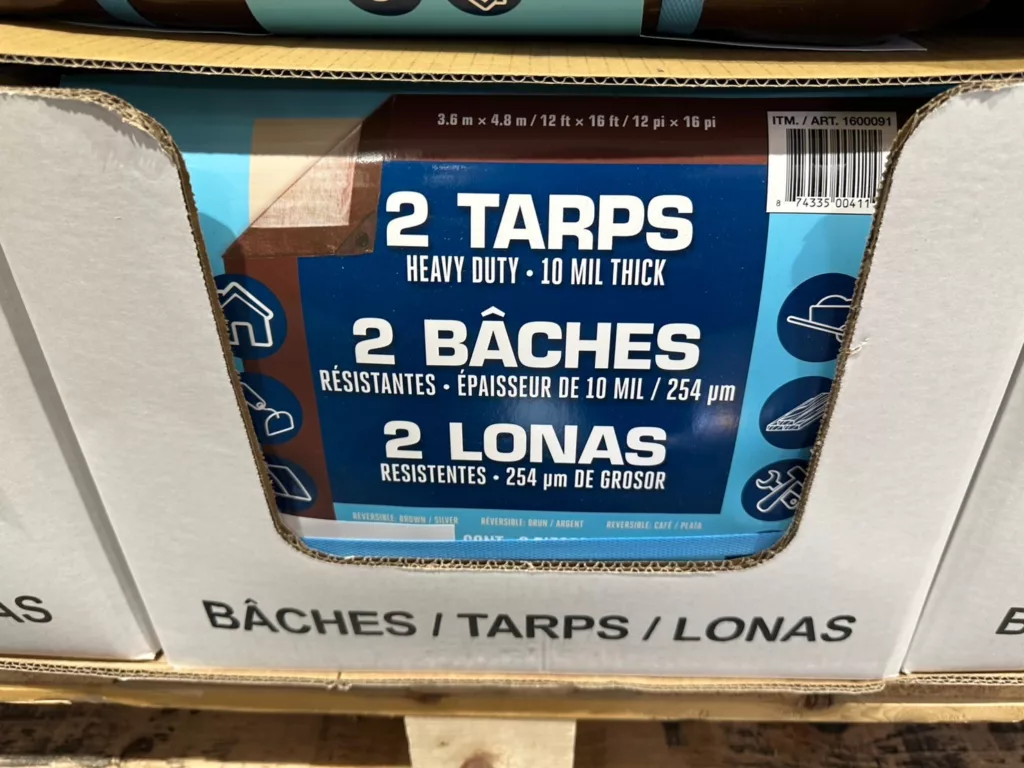 3.6 m × 4.8 m / 12 ft × 16 ft / 12 pi × 16 pi
ITM. / ART. 1600091
8 74335 00411
2 TARPS
HEAVY DUTY • 10 MIL THICK
2 BÂCHES
RÉSISTANTES • ÉPAISSEUR DE 10 MIL / 254 µm
2 LONAS
RESISTENTES • 254 µm DE GROSOR
REVERSIBLE: BROWN / SILVER
RÉVERSIBLE: BRUN / ARGENT
REVERSIBLE: CAFÉ / PLATA
BÂCHES / TARPS / LONAS
AS
B